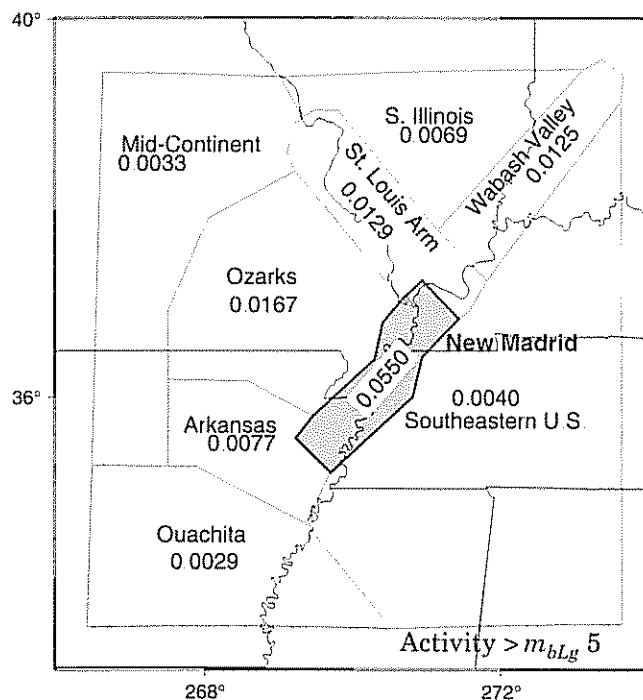 40°
S. Illinois
0.0069
Mid-Continent
0.0033
Wabash-Valley
0.0125
St. Louis Arm
0.0129
Ozarks
0.0167
New Madrid
0.0550
36°
0.0040
Southeastern U.S.
Arkansas
0.0077
Ouachita
0.0029
Activity > m_bLg 5
268°
272°